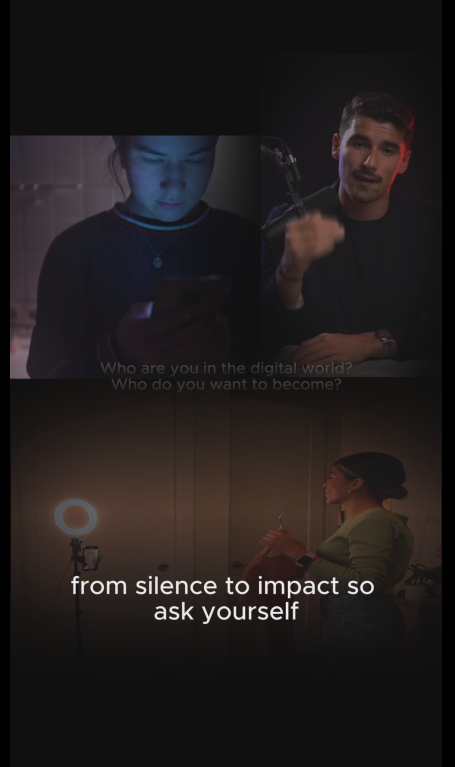 Who are you in the digital world?
Who do you want to become?
from silence to impact so
ask yourself